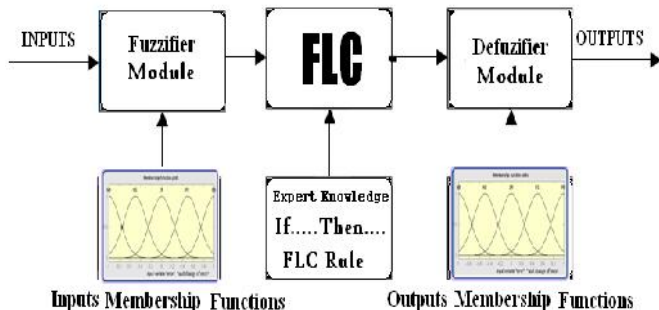 INPUTS
Fuzzifier
Module
FLC
Defuzifier
Module
OUTPUTS
Expert Knowledge
If.....Then....
FLC Rule
Inputs Membership Functions
Outputs Membership Functions